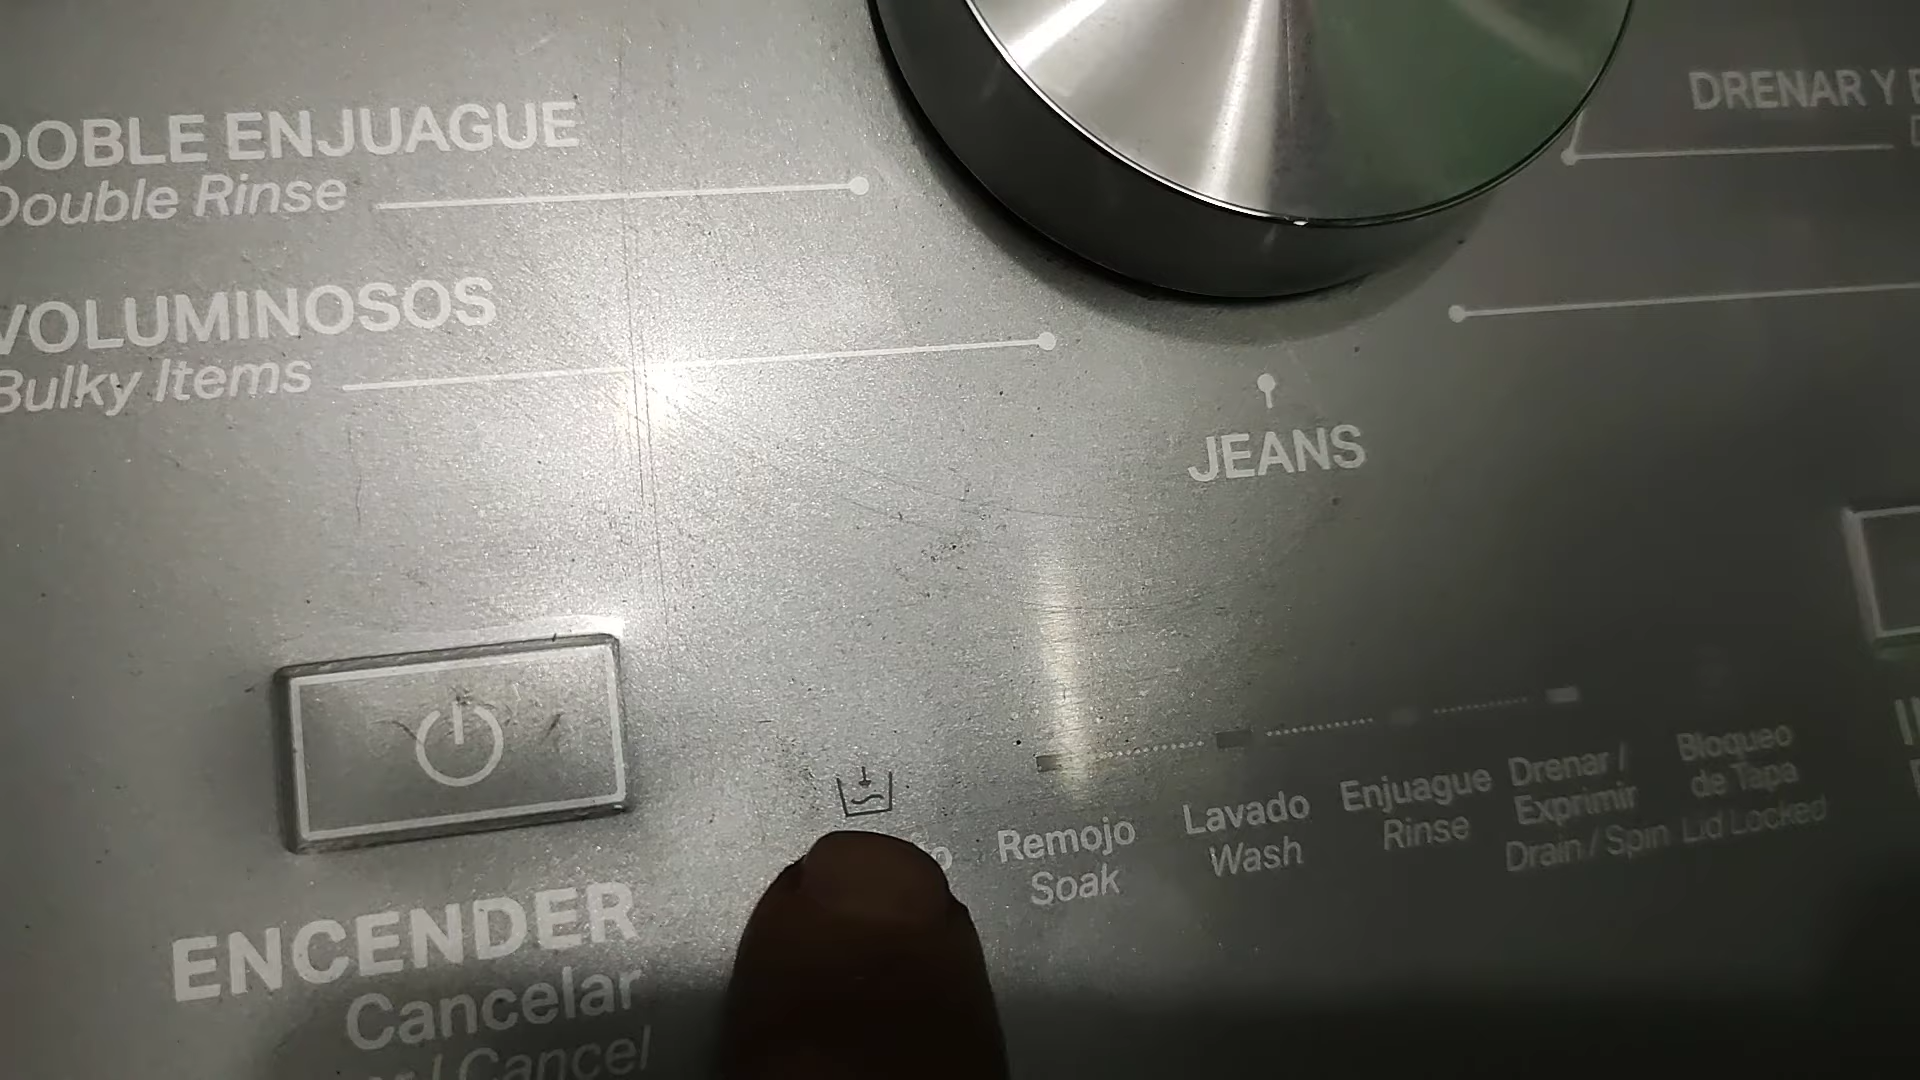 DOBLE ENJUAGUE
Double Rinse
VOLUMINOSOS
Bulky Items
DRENAR Y
JEANS
Remojo
Soak
Lavado
Wash
Enjuague
Rinse
Drenar /
Exprimir
Drain / Spin
Bloqueo
de Tapa
Lid Locked
ENCENDER
Cancelar
/ Cancel